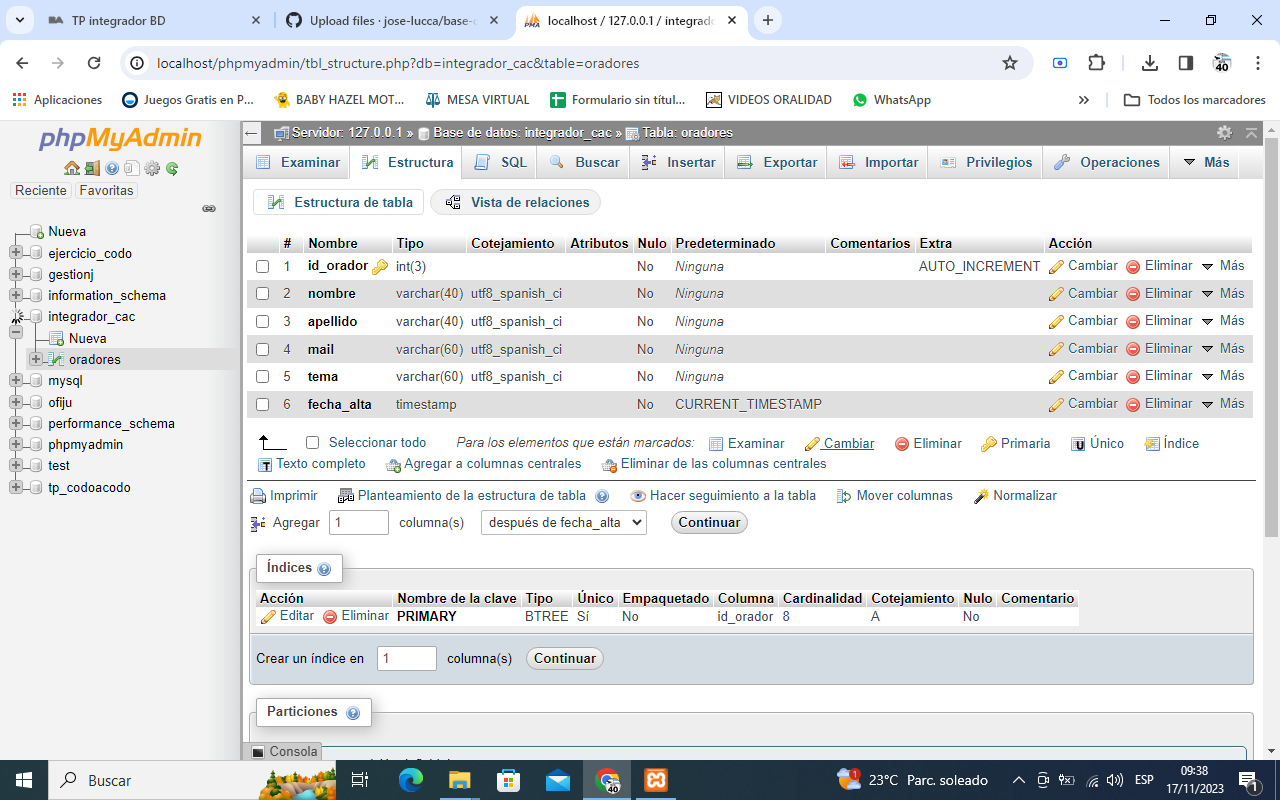 TP integrador BD
Upload files · jose-lucca/base-c
localhost / 127.0.0.1 / integrado
localhost/phpmyadmin/tbl_structure.php?db=integrador_cac&table=oradores
40
Aplicaciones
Juegos Gratis en P...
BABY HAZEL MOT...
MESA VIRTUAL
Formulario sin títul...
VIDEOS ORALIDAD
WhatsApp
»
Todos los marcadores
phpMyAdmin
Reciente
Favoritas
Nueva
ejercicio_codo
gestionj
information_schema
integrador_cac
Nueva
oradores
mysql
ofiju
performance_schema
phpmyadmin
test
tp_codoacodo
Servidor: 127.0.0.1 » Base de datos: integrador_cac » Tabla: oradores
Examinar Estructura SQL Buscar Insertar Exportar Importar Privilegios Operaciones Más
Estructura de tabla Vista de relaciones
# Nombre Tipo Cotejamiento Atributos Nulo Predeterminado Comentarios Extra Acción
1 id_orador int(3) No Ninguna AUTO_INCREMENT Cambiar Eliminar Más
2 nombre varchar(40) utf8_spanish_ci No Ninguna Cambiar Eliminar Más
3 apellido varchar(40) utf8_spanish_ci No Ninguna Cambiar Eliminar Más
4 mail varchar(60) utf8_spanish_ci No Ninguna Cambiar Eliminar Más
5 tema varchar(60) utf8_spanish_ci No Ninguna Cambiar Eliminar Más
6 fecha_alta timestamp No CURRENT_TIMESTAMP Cambiar Eliminar Más
Seleccionar todo Para los elementos que están marcados: Examinar Cambiar Eliminar Primaria Único Índice
Texto completo Agregar a columnas centrales Eliminar de las columnas centrales
Imprimir Planteamiento de la estructura de tabla Hacer seguimiento a la tabla Mover columnas Normalizar
Agregar 1 columna(s) después de fecha_alta Continuar
Índices
Acción Nombre de la clave Tipo Único Empaquetado Columna Cardinalidad Cotejamiento Nulo Comentario
Editar Eliminar PRIMARY BTREE Sí No id_orador 8 A No
Crear un índice en 1 columna(s) Continuar
Particiones
Consola
Buscar
40
1
23°C Parc. soleado
ESP
09:38
17/11/2023
1